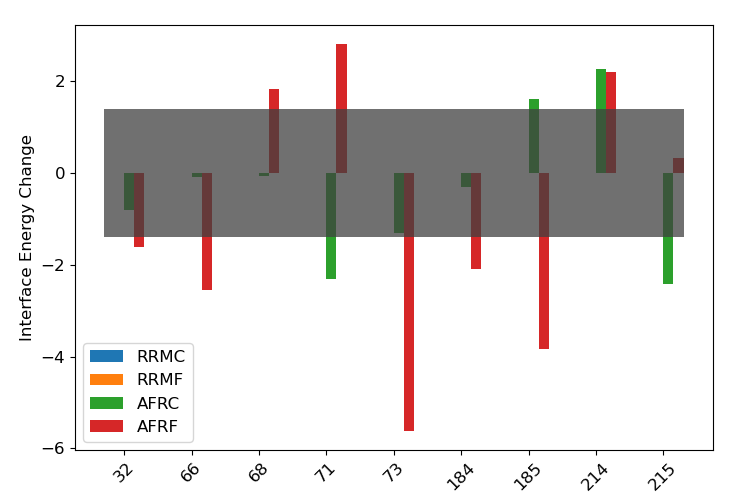 Interface Energy Change
2
0
−2
−4
−6
RRMC
RRMF
AFRC
AFRF
32
66
68
71
73
184
185
214
215